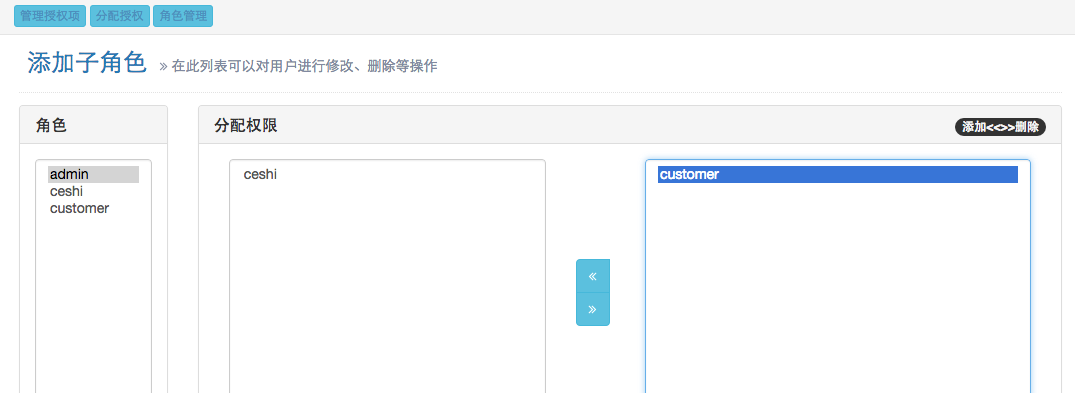 管理授权项 分配授权 角色管理
添加子角色 » 在此列表可以对用户进行修改、删除等操作
角色
admin
ceshi
customer
分配权限 添加<<>>删除
ceshi
«
»
customer